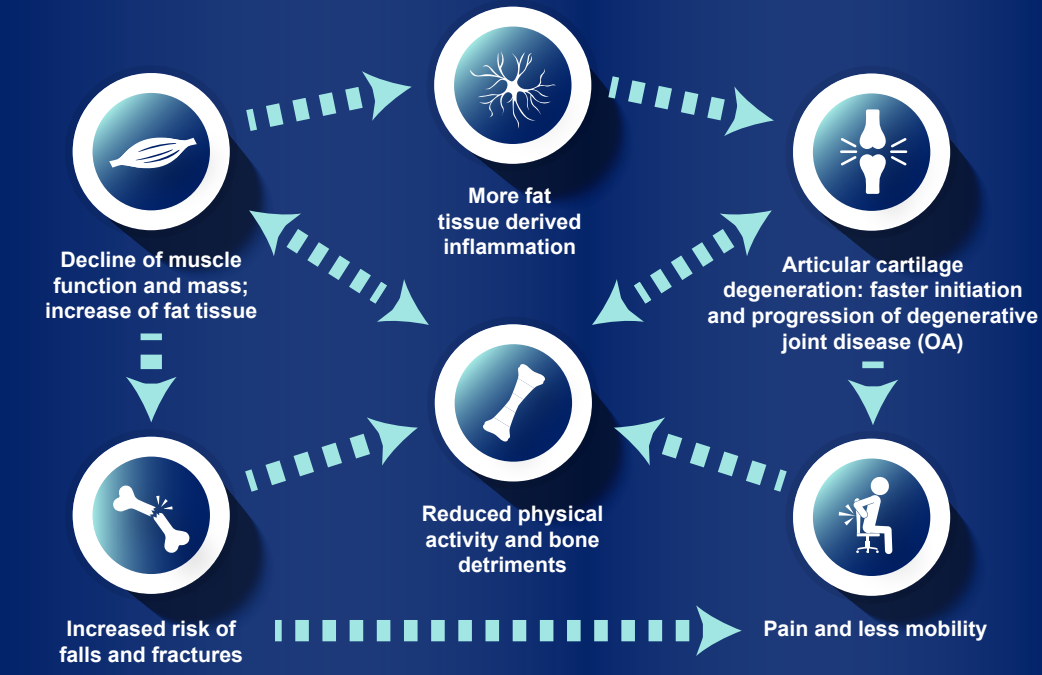 More fat
tissue derived
inflammation
Decline of muscle
function and mass;
increase of fat tissue
Articular cartilage
degeneration: faster initiation
and progression of degenerative
joint disease (OA)
Reduced physical
activity and bone
detriments
Increased risk of
falls and fractures
Pain and less mobility